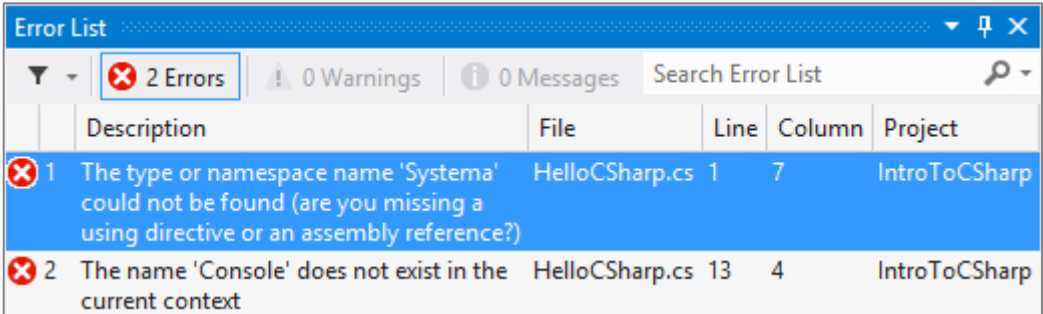 Error List
2 Errors 0 Warnings 0 Messages Search Error List
Description File Line Column Project
1 The type or namespace name 'Systema' HelloCSharp.cs 1 7 IntroToCSharp
could not be found (are you missing a
using directive or an assembly reference?)
2 The name 'Console' does not exist in the HelloCSharp.cs 13 4 IntroToCSharp
current context